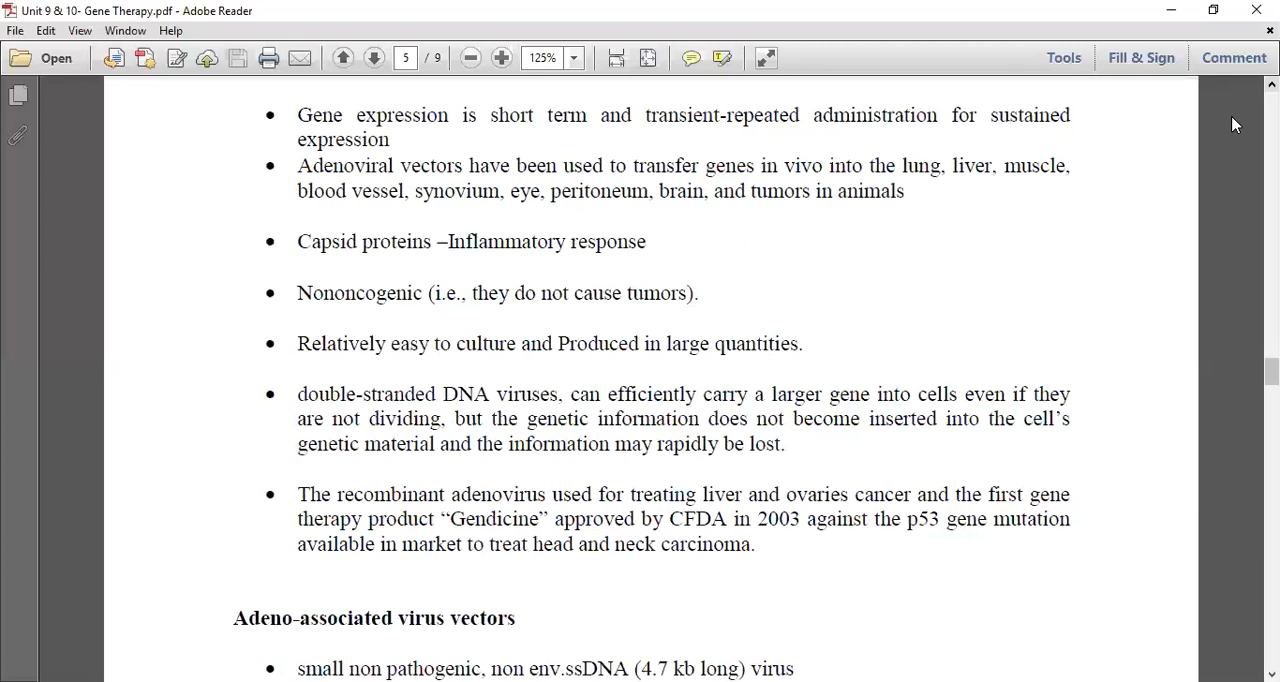 Unit 9 & 10- Gene Therapy.pdf - Adobe Reader
File Edit View Window Help
Open 5 / 9 125% Tools Fill & Sign Comment
• Gene expression is short term and transient-repeated administration for sustained
expression
• Adenoviral vectors have been used to transfer genes in vivo into the lung, liver, muscle,
blood vessel, synovium, eye, peritoneum, brain, and tumors in animals
• Capsid proteins –Inflammatory response
• Nononcogenic (i.e., they do not cause tumors).
• Relatively easy to culture and Produced in large quantities.
• double-stranded DNA viruses, can efficiently carry a larger gene into cells even if they
are not dividing, but the genetic information does not become inserted into the cell’s
genetic material and the information may rapidly be lost.
• The recombinant adenovirus used for treating liver and ovaries cancer and the first gene
therapy product “Gendicine” approved by CFDA in 2003 against the p53 gene mutation
available in market to treat head and neck carcinoma.
Adeno-associated virus vectors
• small non pathogenic, non env.ssDNA (4.7 kb long) virus